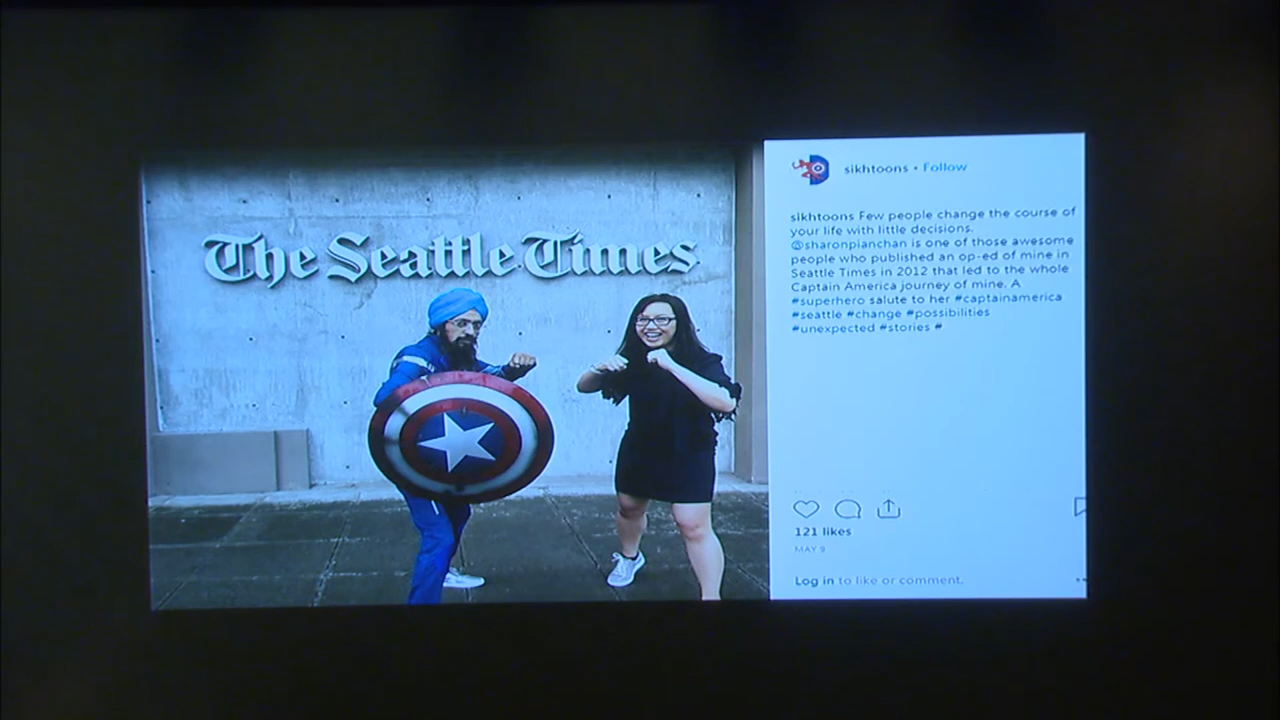 The Seattle Times
sikhtoons • Follow
sikhtoons Few people change the course of
your life with little decisions.
@sharonpianchan is one of those awesome
people who published an op-ed of mine in
Seattle Times in 2012 that led to the whole
Captain America journey of mine. A
#superhero salute to her #captainamerica
#seattle #change #possibilities
#unexpected #stories #
121 likes
MAY 9
Log in to like or comment.